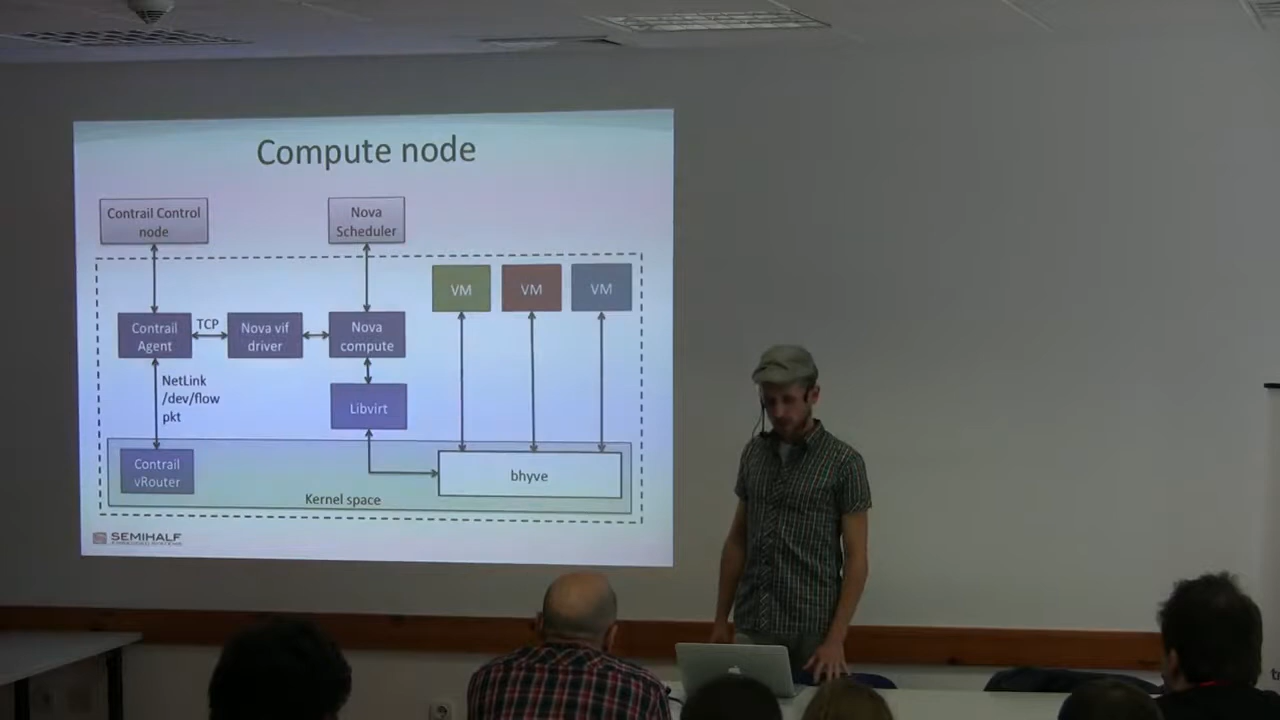 Compute node
Contrail Control
node
Nova
Scheduler
VM
VM
VM
Contrail
Agent
TCP
Nova vif
driver
Nova
compute
NetLink
/dev/flow
pkt
Libvirt
Contrail
vRouter
bhyve
Kernel space
SEMIHALF